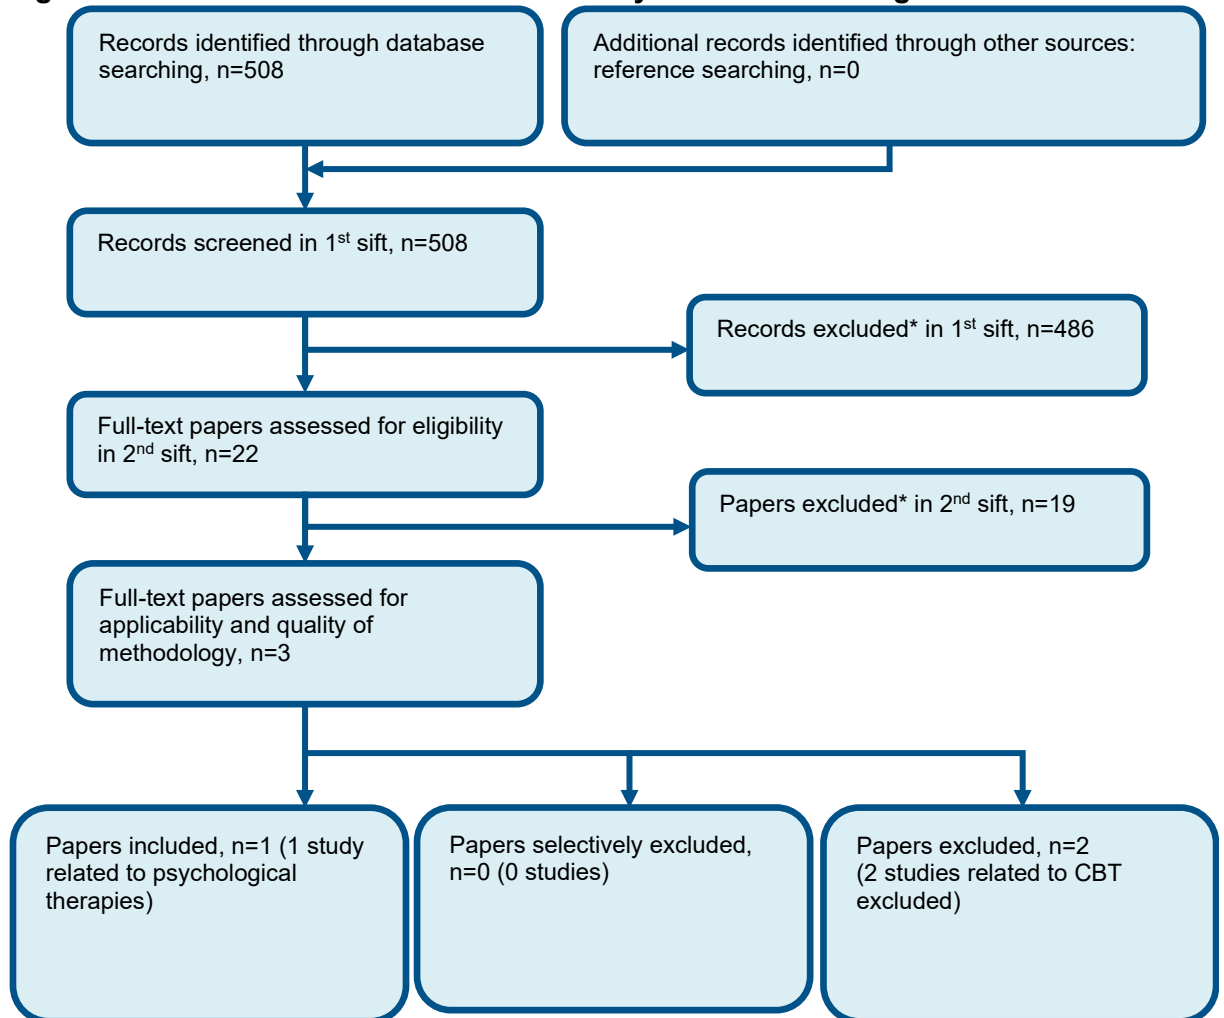 Records identified through database
searching, n=508
Additional records identified through other sources:
reference searching, n=0
Records screened in 1st sift, n=508
Records excluded* in 1st sift, n=486
Full-text papers assessed for eligibility
in 2nd sift, n=22
Papers excluded* in 2nd sift, n=19
Full-text papers assessed for
applicability and quality of
methodology, n=3
Papers included, n=1 (1 study
related to psychological
therapies)
Papers selectively excluded,
n=0 (0 studies)
Papers excluded, n=2
(2 studies related to CBT
excluded)